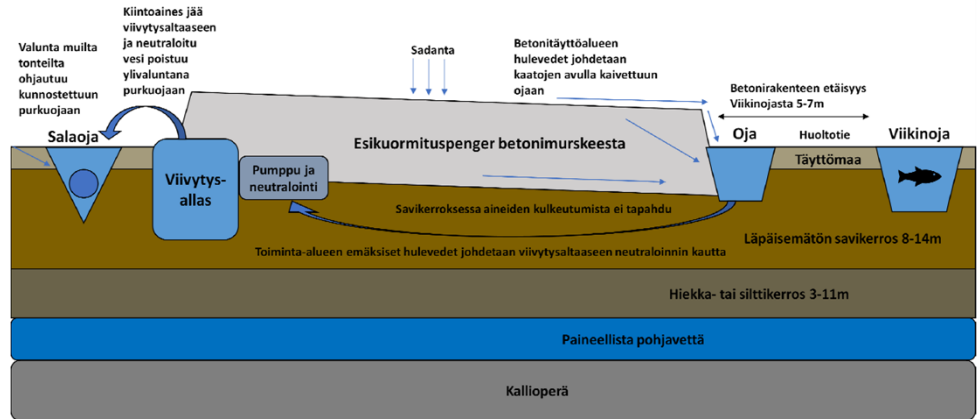 Kiintoaines jää
viivytysaltaaseen
ja neutraloitu
vesi poistuu
ylivaluntana
purkuojaan
Valunta muilta
tonteilta
ohjautuu
kunnostettuun
purkuojaan
Sadanta
Betonitäyttöalueen
hulevedet johdetaan
kaatojen avulla kaivettuun
ojaan
Betonirakenteen etäisyys
Viikinojasta 5-7m
Salaoja
Esikuormituspenger betonimurskeesta
Oja
Huoltotie
Viikinoja
Täyttömaa
Viivytys-
allas
Pumppu ja
neutralointi
Savikerroksessa aineiden kulkeutumista ei tapahdu
Läpäisemätön savikerros 8-14m
Toiminta-alueen emäksiset hulevedet johdetaan viivytysaltaaseen neutraloinnin kautta
Hiekka- tai silttikerros 3-11m
Paineellista pohjavettä
Kallioperä